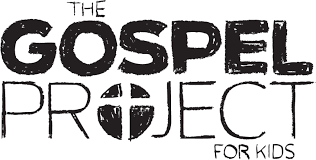 THE
GOSPEL
PROJECT
FOR KIDS